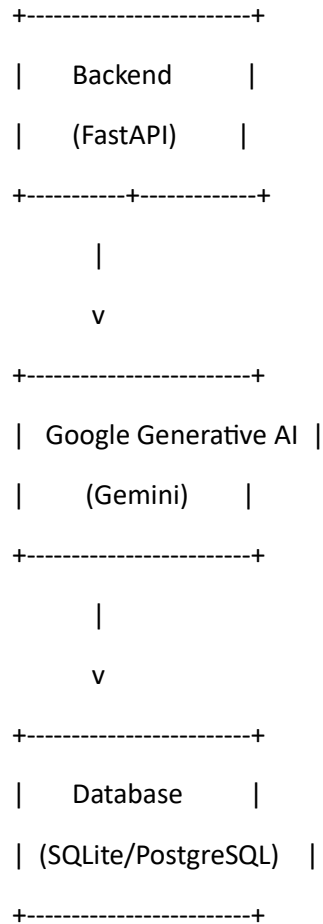 +-------------------------+
| Backend |
| (FastAPI) |
+-----------+-------------+
|
v
+-------------------------+
| Google Generative AI |
| (Gemini) |
+-------------------------+
|
v
+-------------------------+
| Database |
| (SQLite/PostgreSQL) |
+-------------------------+